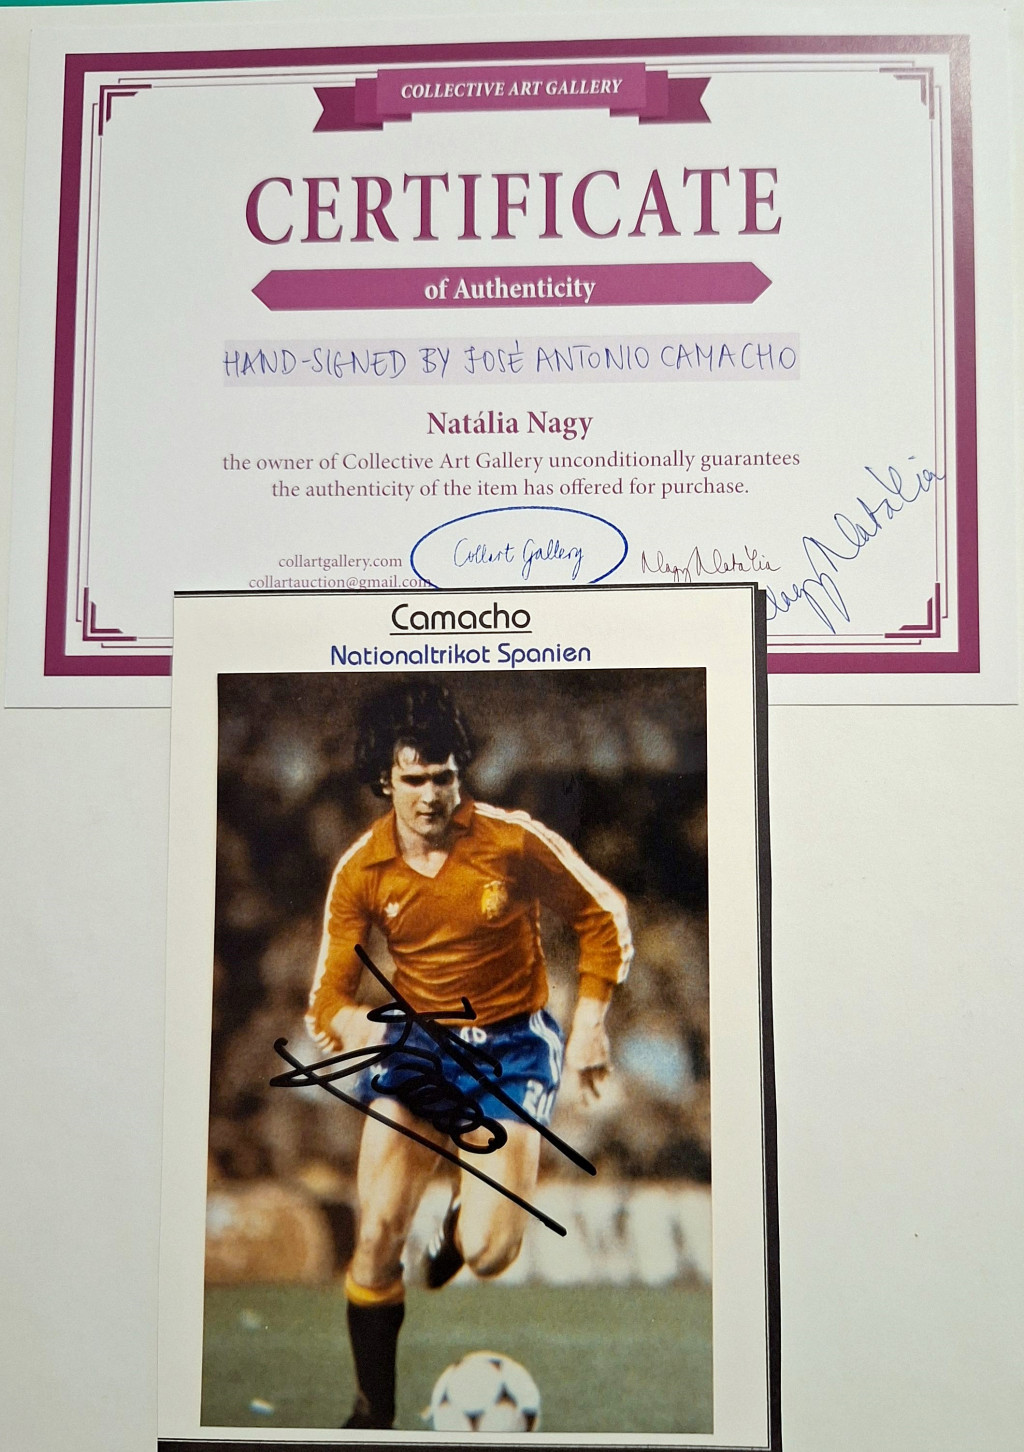 COLLECTIVE ART GALLERY
CERTIFICATE
of Authenticity
HAND-SIGNED BY JOSÉ ANTONIO CAMACHO
Natália Nagy
the owner of Collective Art Gallery unconditionally guarantees
the authenticity of the item has offered for purchase.
collartgallery.com
collartauction@gmail.com
Collart Gallery
Nagy Natália
Nagy Natália
Camacho
Nationaltrikot Spanien